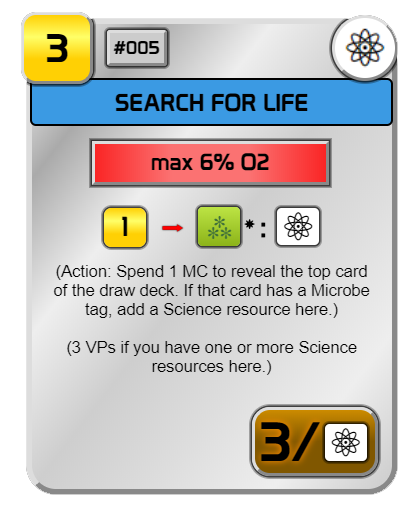 3
#005
SEARCH FOR LIFE
max 6% O2
1 → * :
(Action: Spend 1 MC to reveal the top card
of the draw deck. If that card has a Microbe
tag, add a Science resource here.)
(3 VPs if you have one or more Science
resources here.)
3/